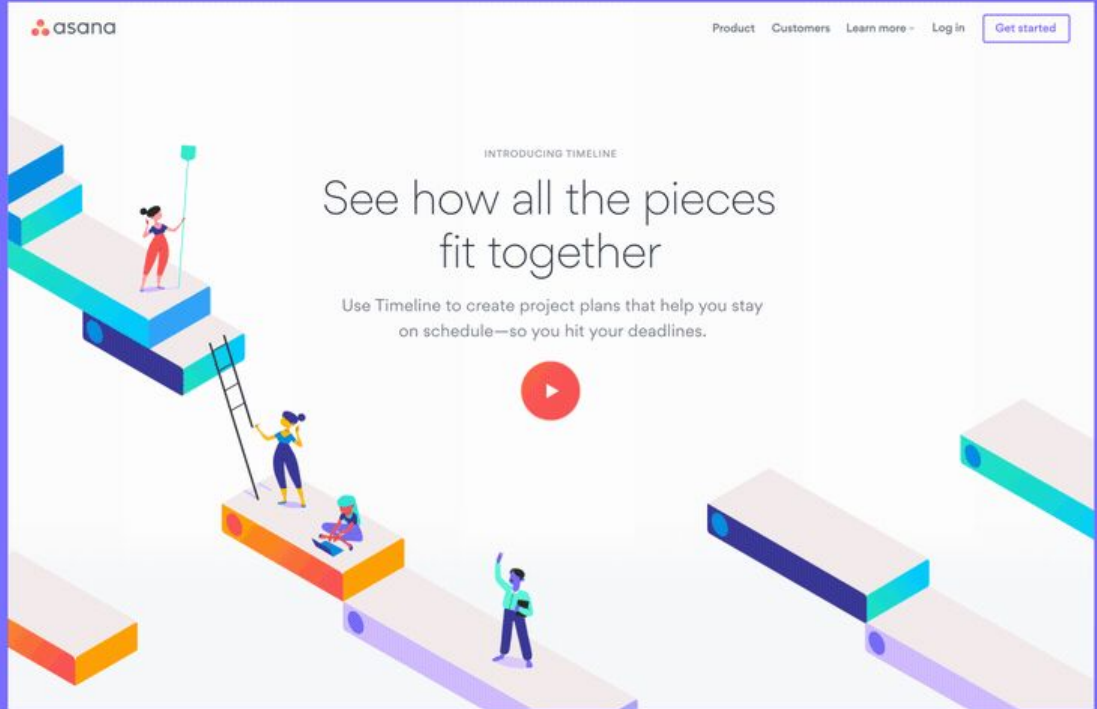 asana
Product Customers Learn more Log in Get started
INTRODUCING TIMELINE
See how all the pieces
fit together
Use Timeline to create project plans that help you stay
on schedule—so you hit your deadlines.